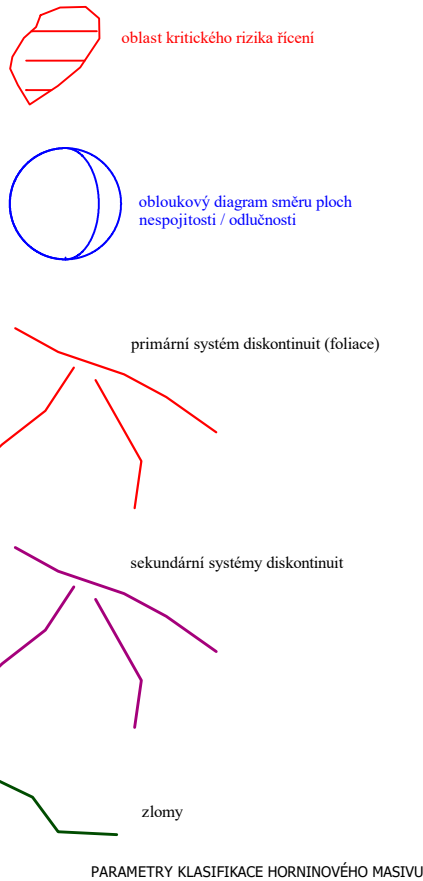 oblast kritického rizika řícení
obloukový diagram směru ploch
nespojitosti / odlučnosti
primární systém diskontinuit (foliace)
sekundární systémy diskontinuit
zlomy
PARAMETRY KLASIFIKACE HORNINOVÉHO MASIVU